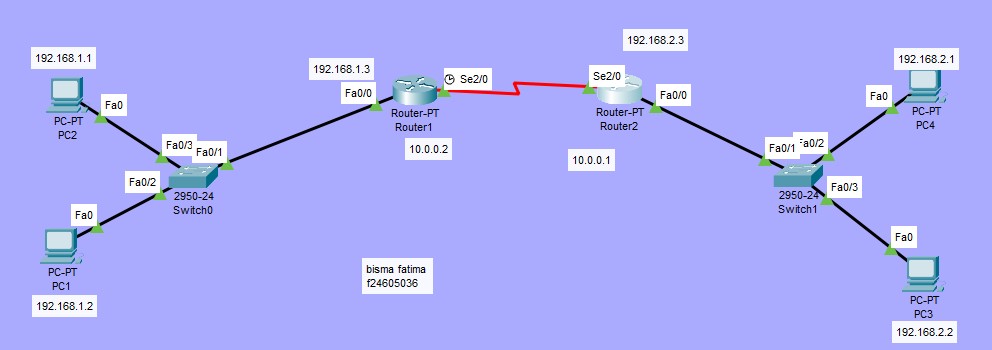 192.168.1.1
Fa0
PC-PT
PC2
Fa0/3
Fa0/1
Fa0/2
2950-24
Switch0
Fa0
PC-PT
PC1
192.168.1.2
192.168.1.3
Fa0/0
Se2/0
Router-PT
Router1
10.0.0.2
192.168.2.3
Se2/0
Fa0/0
Router-PT
Router2
10.0.0.1
192.168.2.1
Fa0
PC-PT
PC4
Fa0/1
Fa0/2
2950-24
Switch1
Fa0/3
Fa0
PC-PT
PC3
192.168.2.2
bisma fatima
f24605036